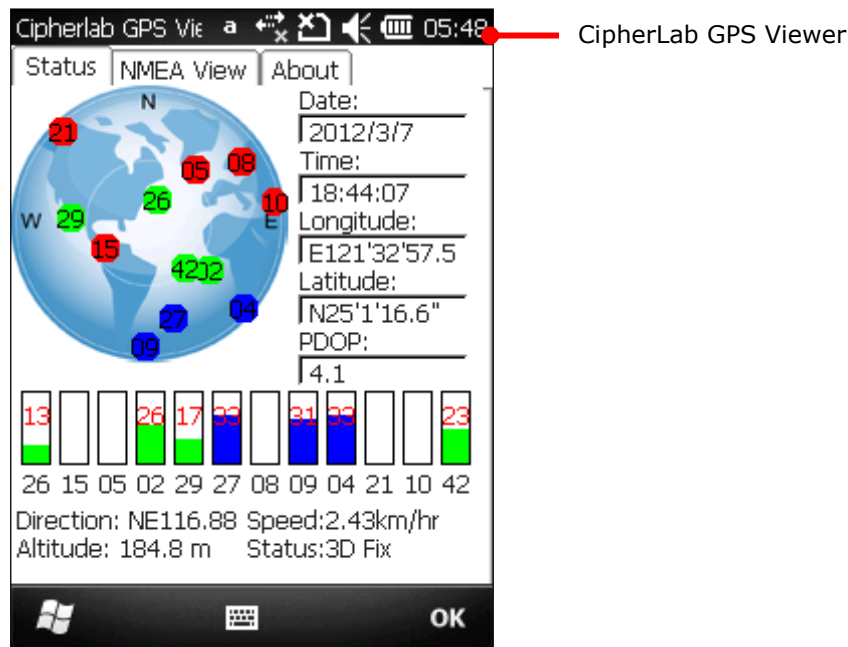 Cipherlab GPS Vie a 05:48
CipherLab GPS Viewer
Status NMEA View About
N
W
E
21
05
08
26
10
29
15
42
02
27
04
09
Date:
2012/3/7
Time:
18:44:07
Longitude:
E121'32'57.5
Latitude:
N25'1'16.6"
PDOP:
4.1
13 26 17 33 31 33 23
26 15 05 02 29 27 08 09 04 21 10 42
Direction: NE116.88 Speed:2.43km/hr
Altitude: 184.8 m Status:3D Fix
OK